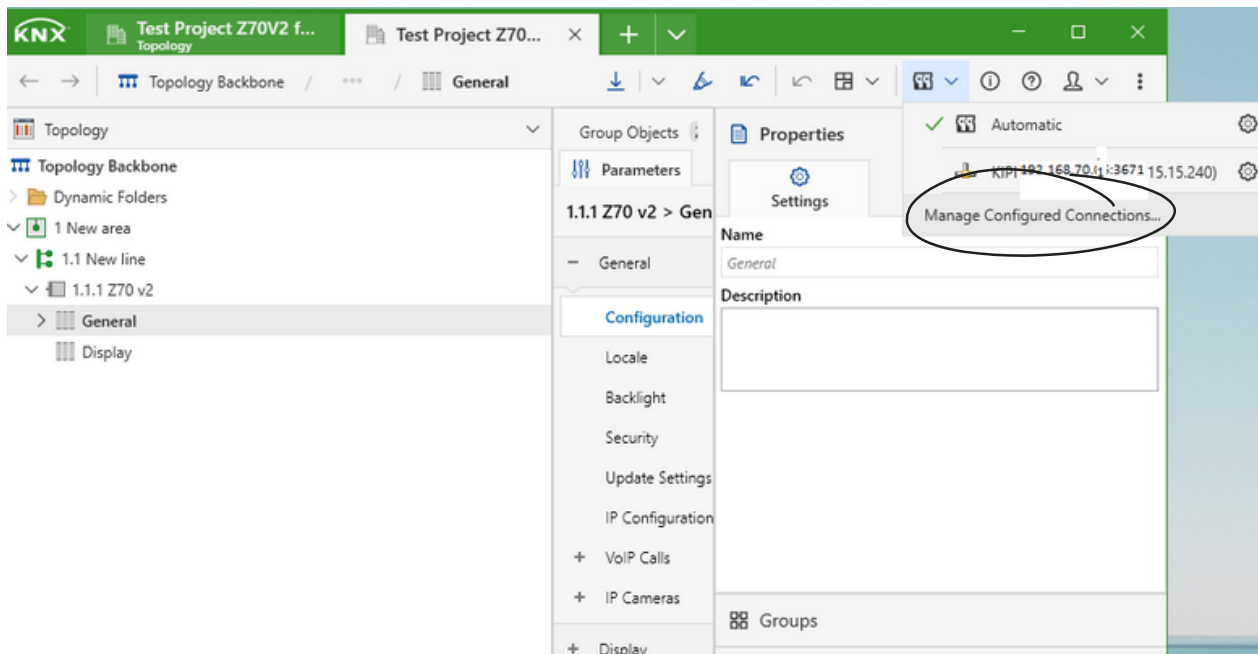 KNX
Test Project Z70V2 f...
Topology
Test Project Z70...
Topology Backbone / ... / General
Topology
Topology Backbone
Dynamic Folders
1 New area
1.1 New line
1.1.1 Z70 v2
General
Display
Group Objects
Parameters
1.1.1 Z70 v2 > Gen
General
Configuration
Locale
Backlight
Security
Update Settings
IP Configuration
VoIP Calls
IP Cameras
Display
Properties
Settings
Name
General
Description
Groups
Automatic
15.15.240)
Manage Configured Connections...